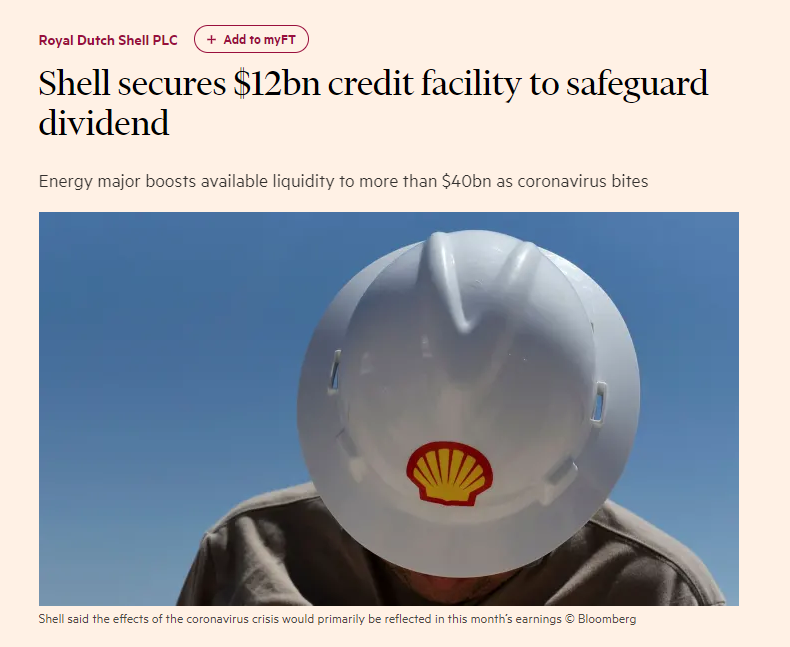 Royal Dutch Shell PLC
+ Add to myFT
Shell secures $12bn credit facility to safeguard
dividend
Energy major boosts available liquidity to more than $40bn as coronavirus bites
Shell said the effects of the coronavirus crisis would primarily be reflected in this month's earnings © Bloomberg